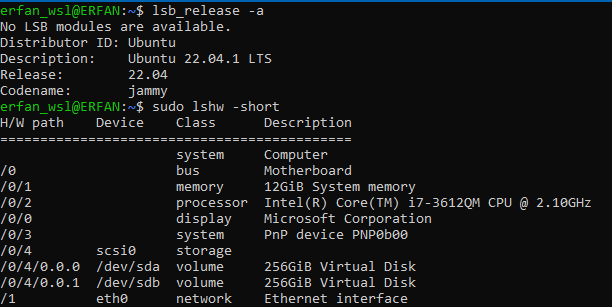 erfan_wsl@ERFAN:~$ lsb_release -a
No LSB modules are available.
Distributor ID: Ubuntu
Description:    Ubuntu 22.04.1 LTS
Release:        22.04
Codename:       jammy
erfan_wsl@ERFAN:~$ sudo lshw -short
H/W path    Device    Class      Description
============================================
                      system     Computer
/0                    bus        Motherboard
/0/1                  memory     12GiB System memory
/0/2                  processor  Intel(R) Core(TM) i7-3612QM CPU @ 2.10GHz
/0/0                  display    Microsoft Corporation
/0/3                  system     PnP device PNP0b00
/0/4        scsi0     storage
/0/4/0.0.0  /dev/sda  volume     256GiB Virtual Disk
/0/4/0.0.1  /dev/sdb  volume     256GiB Virtual Disk
/1          eth0      network    Ethernet interface